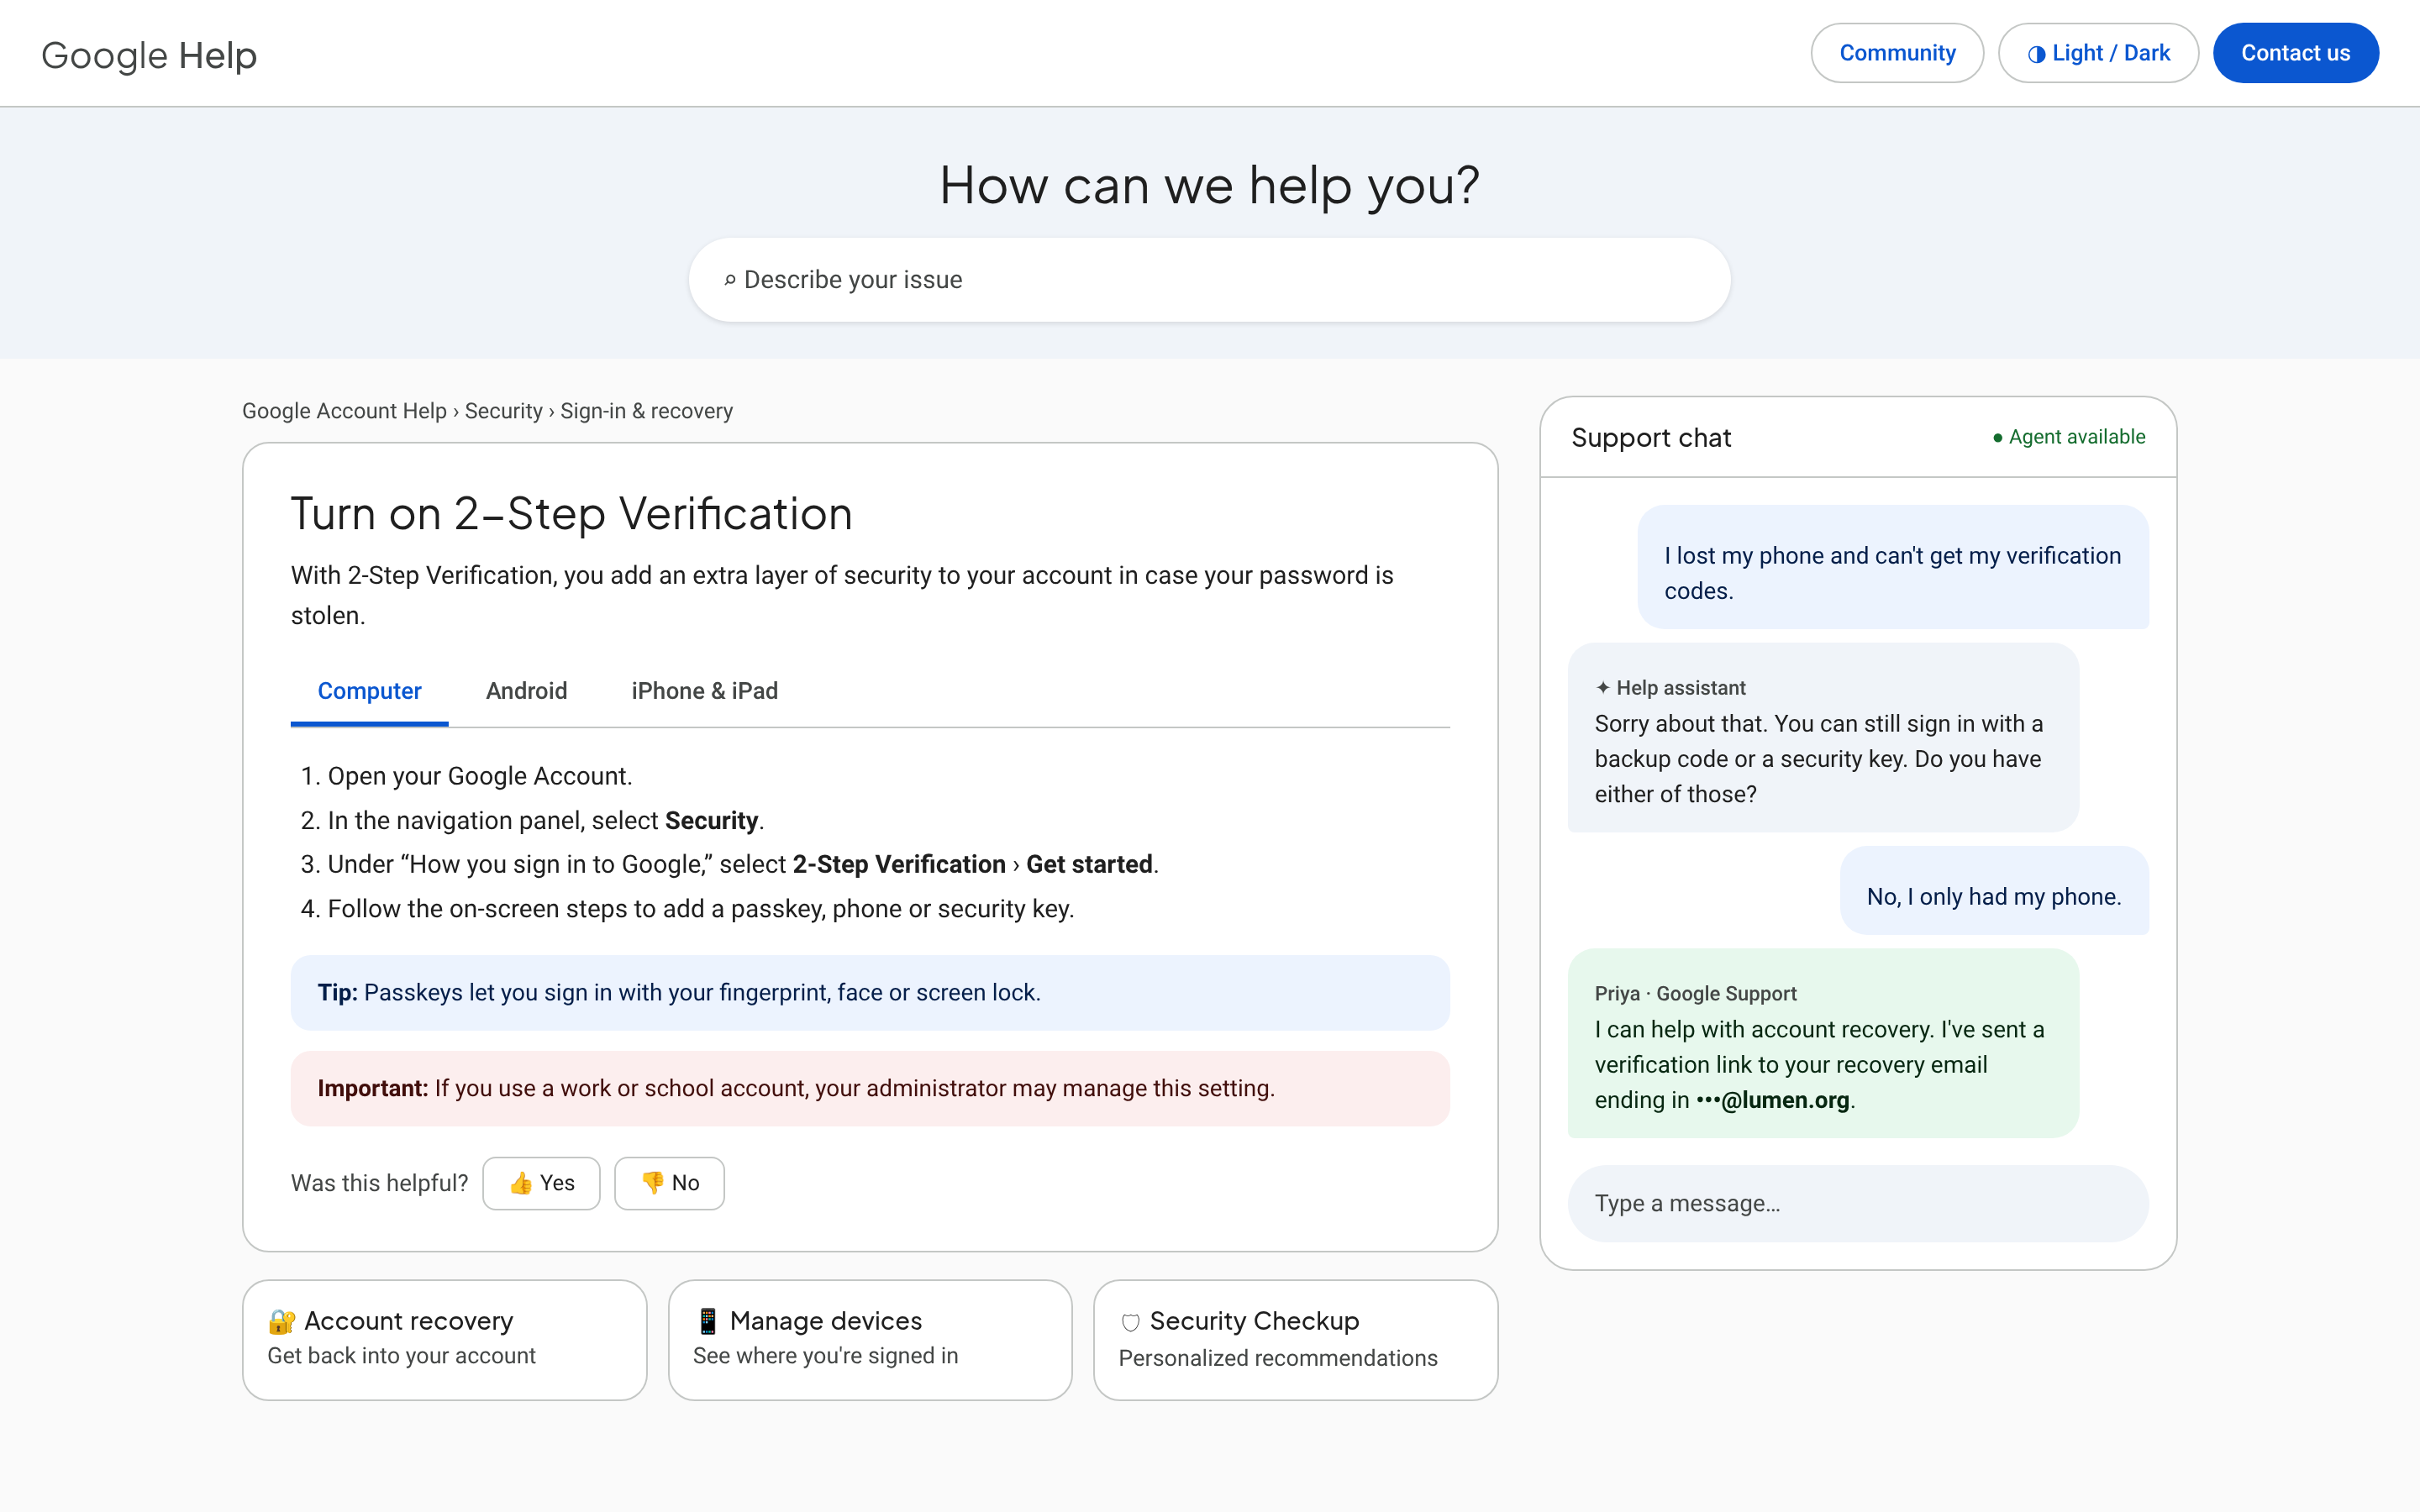 Google Help
Community
◑ Light / Dark
Contact us
How can we help you?
⌕ Describe your issue
Google Account Help › Security › Sign-in & recovery
Turn on 2-Step Verification
With 2-Step Verification, you add an extra layer of security to your account in case your password is
stolen.
Computer
Android
iPhone & iPad
1. Open your Google Account.
2. In the navigation panel, select Security.
3. Under “How you sign in to Google,” select 2-Step Verification › Get started.
4. Follow the on-screen steps to add a passkey, phone or security key.
Tip: Passkeys let you sign in with your fingerprint, face or screen lock.
Important: If you use a work or school account, your administrator may manage this setting.
Was this helpful?
👍 Yes
👎 No
🔐 Account recovery
Get back into your account
📱 Manage devices
See where you're signed in
🛡 Security Checkup
Personalized recommendations
Support chat
● Agent available
I lost my phone and can't get my verification
codes.
✦ Help assistant
Sorry about that. You can still sign in with a
backup code or a security key. Do you have
either of those?
No, I only had my phone.
Priya · Google Support
I can help with account recovery. I've sent a
verification link to your recovery email
ending in •••@lumen.org.
Type a message…